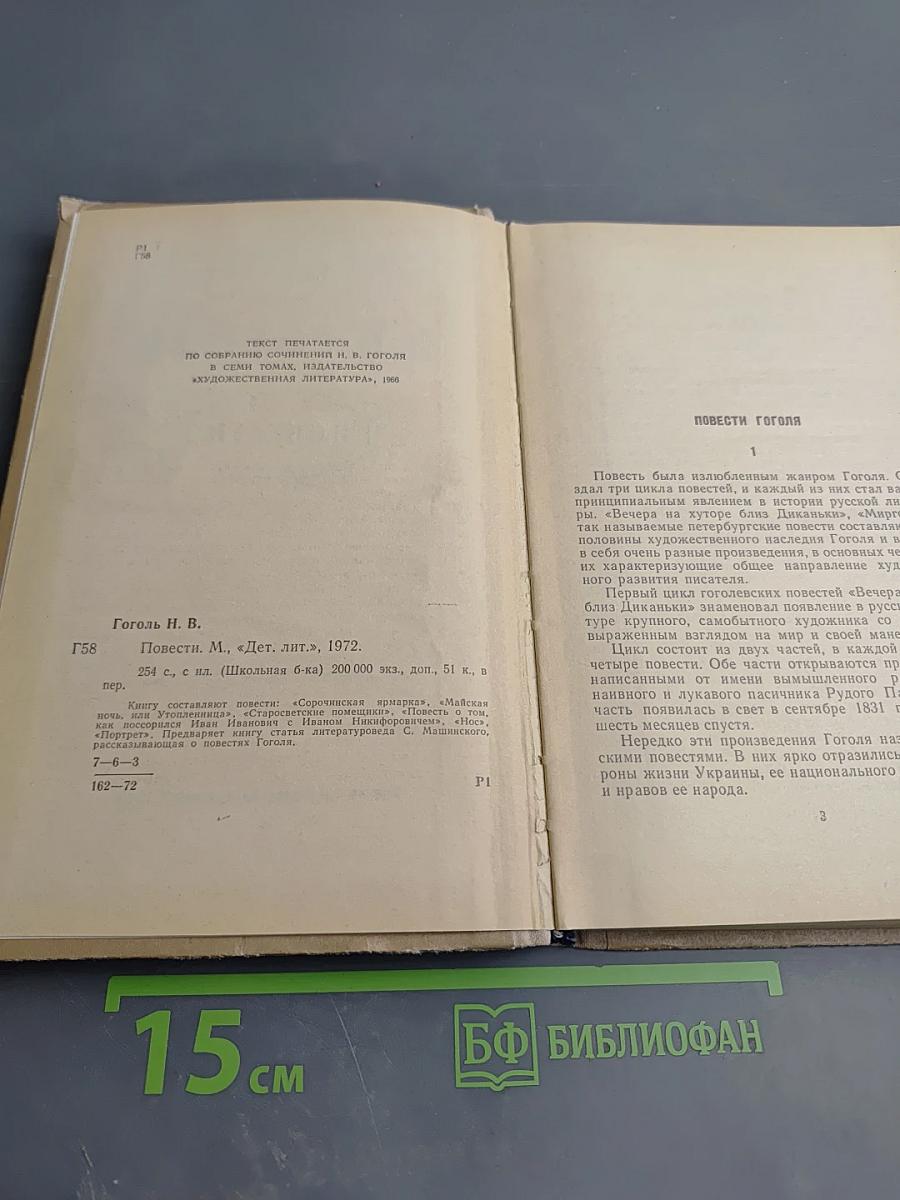 Р1
Г58
ТЕКСТ ПЕЧАТАЕТСЯ
ПО СОБРАНИЮ СОЧИНЕНИЙ Н. В. ГОГОЛЯ
В СЕМИ ТОМАХ, ИЗДАТЕЛЬСТВО
«ХУДОЖЕСТВЕННАЯ ЛИТЕРАТУРА», 1966
Гоголь Н. В.
Г58 Повести. М., «Дет. лит.», 1972.
254 с., с ил. (Школьная б-ка) 200 000 экз., доп., 51 к., в
пер.
Книгу составляют повести: «Сорочинская ярмарка», «Майская
ночь, или Утопленница», «Старосветские помещики», «Повесть о том,
как поссорился Иван Иванович с Иваном Никифоровичем», «Нос»,
«Портрет». Предваряет книгу статья литературоведа С. Машинского,
рассказывающая о повестях Гоголя.
7—6—3
162—72 Р1
ПОВЕСТИ ГОГОЛЯ
1
Повесть была излюбленным жанром Гоголя.
здал три цикла повестей, и каждый из них стал ва
принципиальным явлением в истории русской ли
ры. «Вечера на хуторе близ Диканьки», «Мирг
так называемые петербургские повести составля
половины художественного наследия Гоголя и в
в себя очень разные произведения, в основных че
их характеризующие общее направление худ
ного развития писателя.
Первый цикл гоголевских повестей «Вечера
близ Диканьки» знаменовал появление в русс
туре крупного, самобытного художника со
выраженным взглядом на мир и своей мане
Цикл состоит из двух частей, в каждой
четыре повести. Обе части открываются пр
написанными от имени вымышленного р
наивного и лукавого пасичника Рудого Па
часть появилась в свет в сентябре 1831 г
шесть месяцев спустя.
Нередко эти произведения Гоголя наз
скими повестями. В них ярко отразились
роны жизни Украины, ее национального
и нравов ее народа.
3
15 см
БФ БИБЛИОФАН